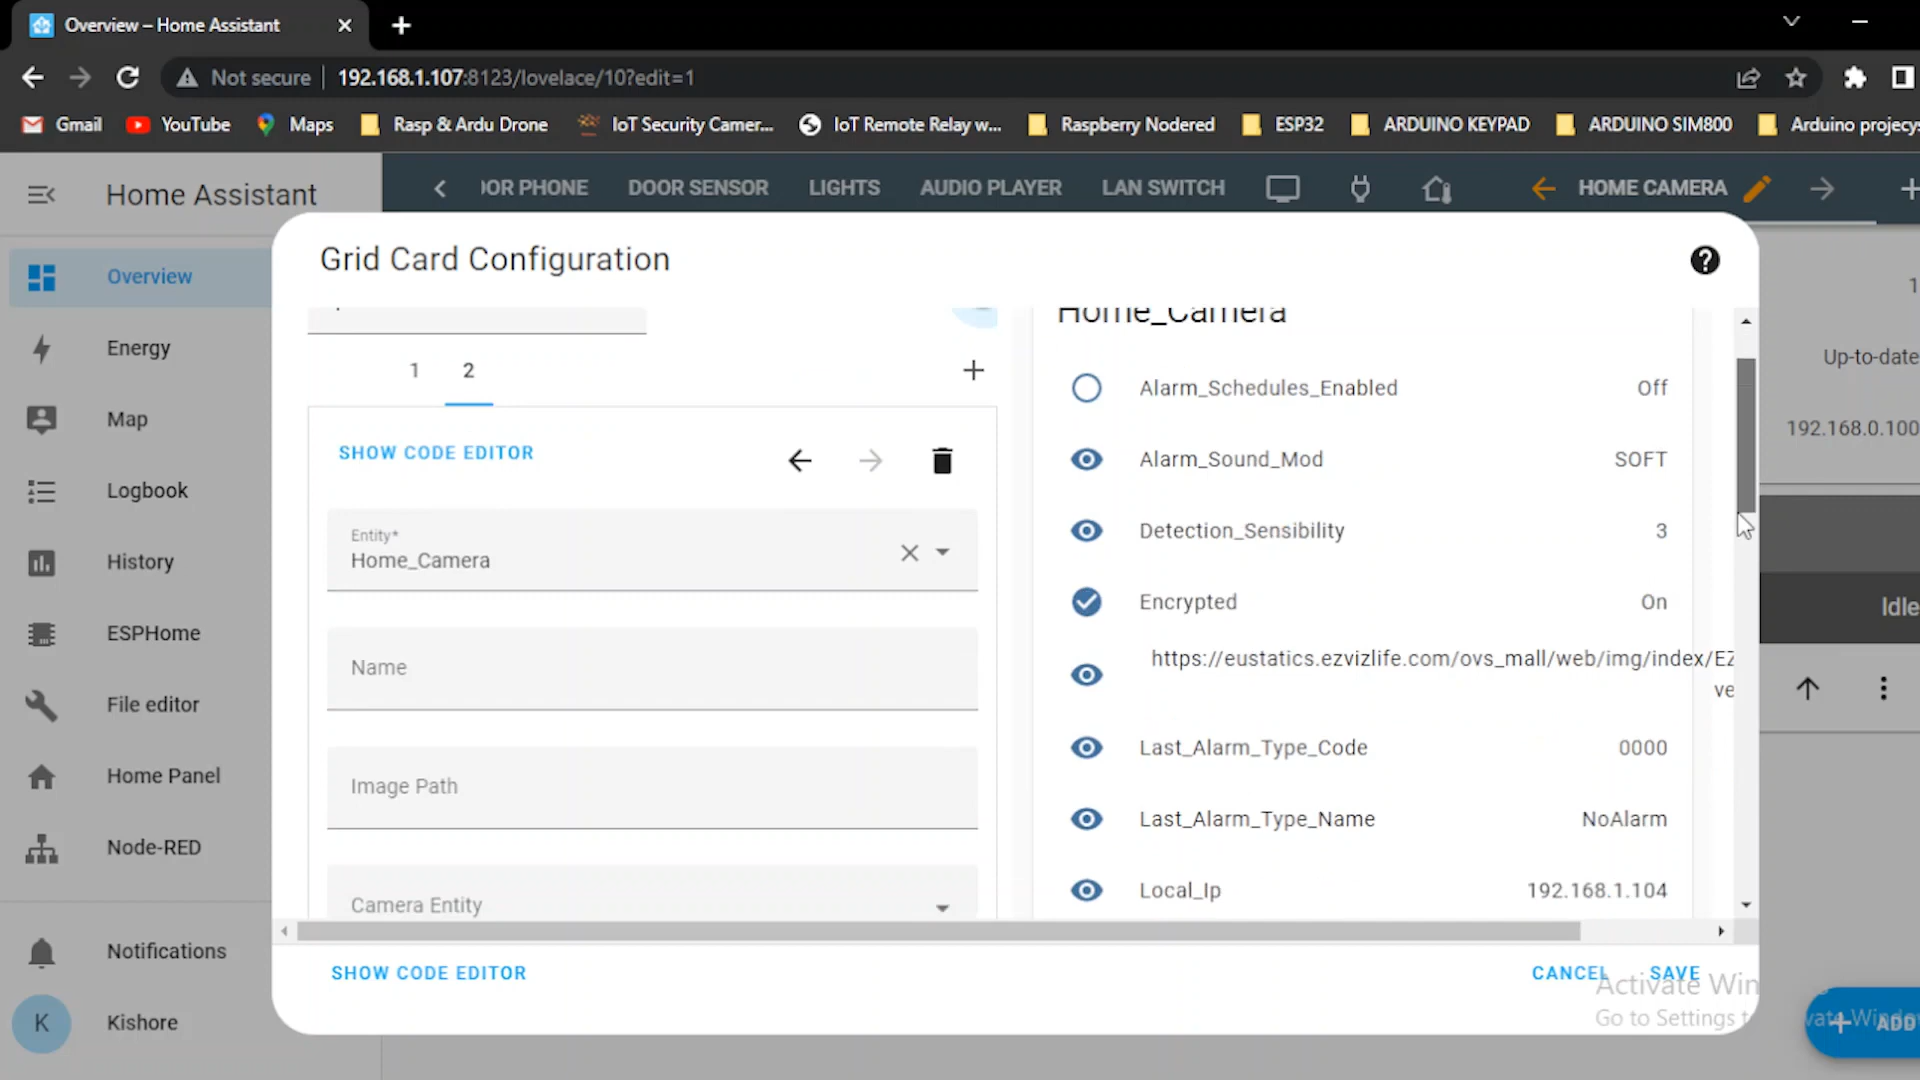 Overview – Home Assistant
Not secure
192.168.1.107:8123/lovelace/10?edit=1
Gmail
YouTube
Maps
Rasp & Ardu Drone
IoT Security Camer...
IoT Remote Relay w...
Raspberry Nodered
ESP32
ARDUINO KEYPAD
ARDUINO SIM800
Arduino projecys
Home Assistant
OOR PHONE
DOOR SENSOR
LIGHTS
AUDIO PLAYER
LAN SWITCH
HOME CAMERA
Overview
Energy
Map
Logbook
History
ESPHome
File editor
Home Panel
Node-RED
Notifications
K
Kishore
Grid Card Configuration
1
2
SHOW CODE EDITOR
Entity*
Home_Camera
Name
Image Path
Camera Entity
Home_Camera
Alarm_Schedules_Enabled Off
Alarm_Sound_Mod SOFT
Detection_Sensibility 3
Encrypted On
https://eustatics.ezvizlife.com/ovs_mall/web/img/index/EZ
ve
Last_Alarm_Type_Code 0000
Last_Alarm_Type_Name NoAlarm
Local_Ip 192.168.1.104
SHOW CODE EDITOR
CANCEL
SAVE
1
Up-to-date
192.168.0.100
Idle
ADD
Activate Win
Go to Settings t
vate Windo